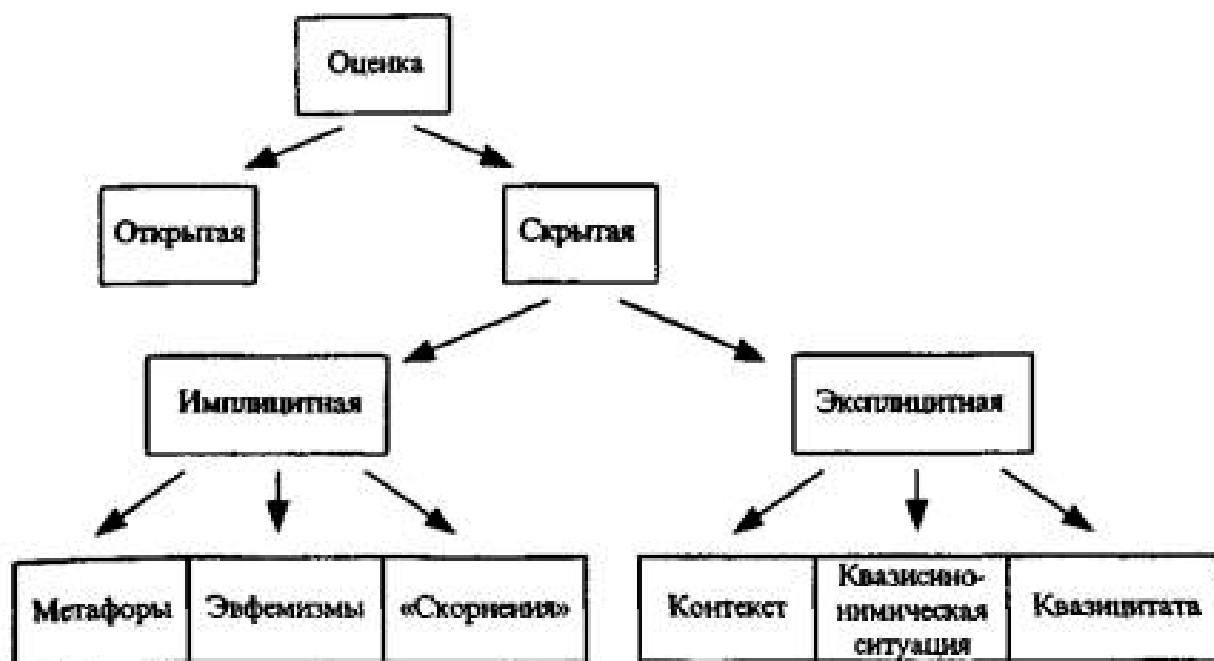 Оценка
Открытая
Скрытая
Имплицитная
Эксплицитная
Метафоры
Эвфемизмы
«Скорнения»
Контекст
Квазисино-
нимическая
ситуация
Квазицитата